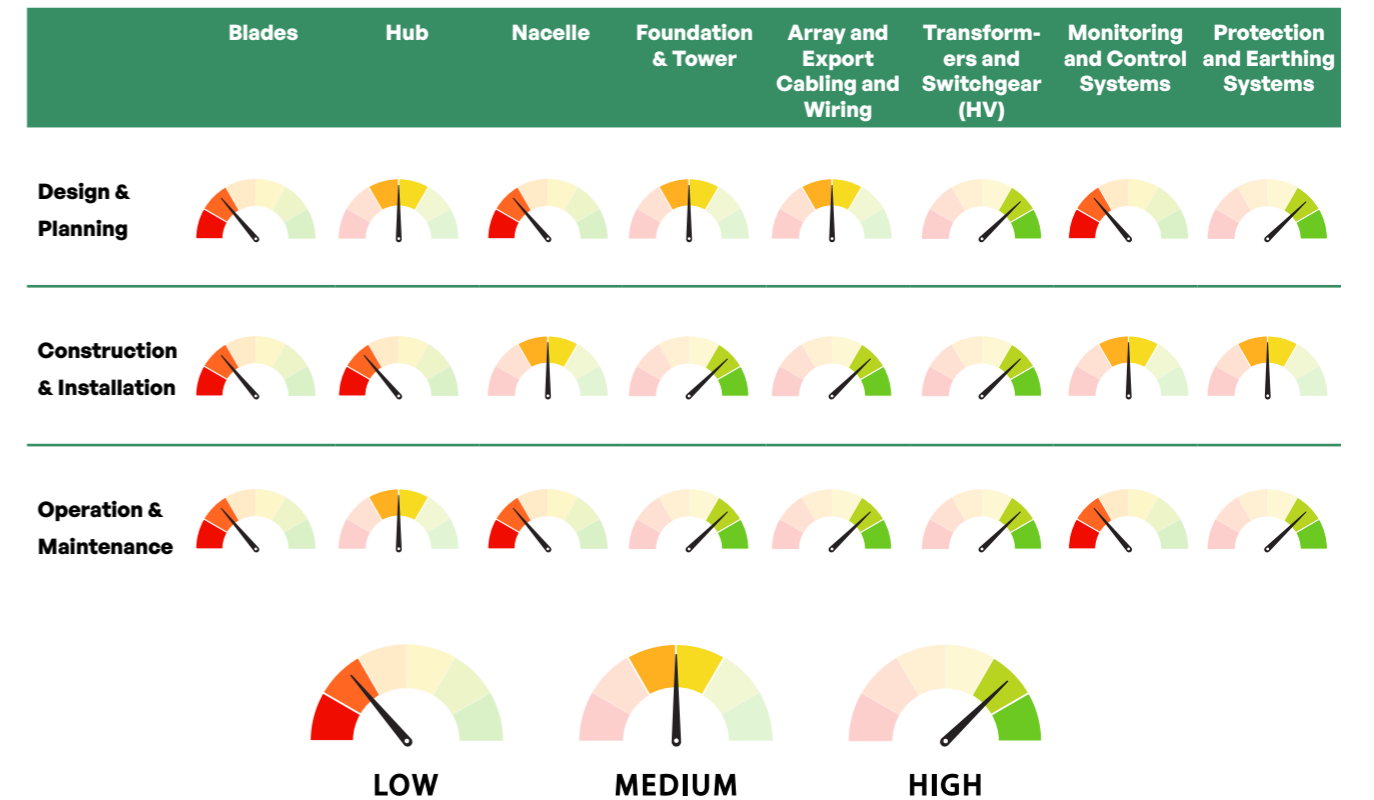 Blades
Hub
Nacelle
Foundation
& Tower
Array and
Export
Cabling and
Wiring
Transform-
ers and
Switchgear
(HV)
Monitoring
and Control
Systems
Protection
and Earthing
Systems
Design &
Planning
Construction
& Installation
Operation &
Maintenance
LOW
MEDIUM
HIGH